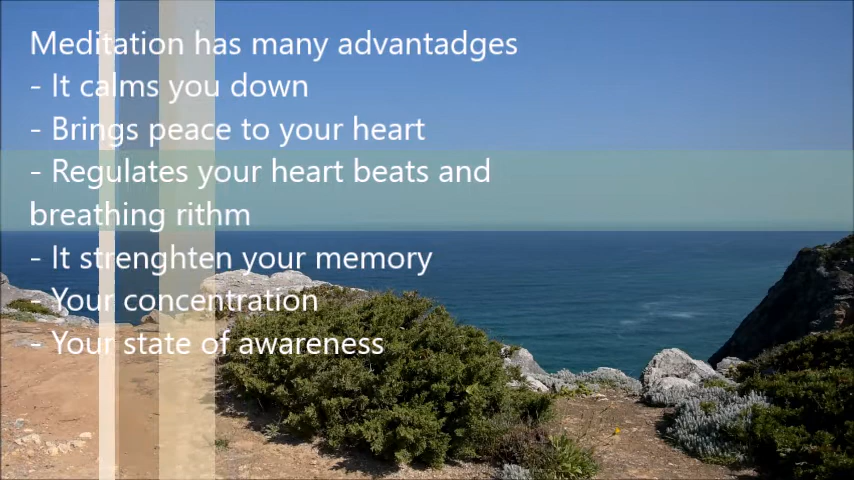 Meditation has many advantadges
- It calms you down
- Brings peace to your heart
- Regulates your heart beats and
breathing rithm
- It strenghten your memory
- Your concentration
- Your state of awareness